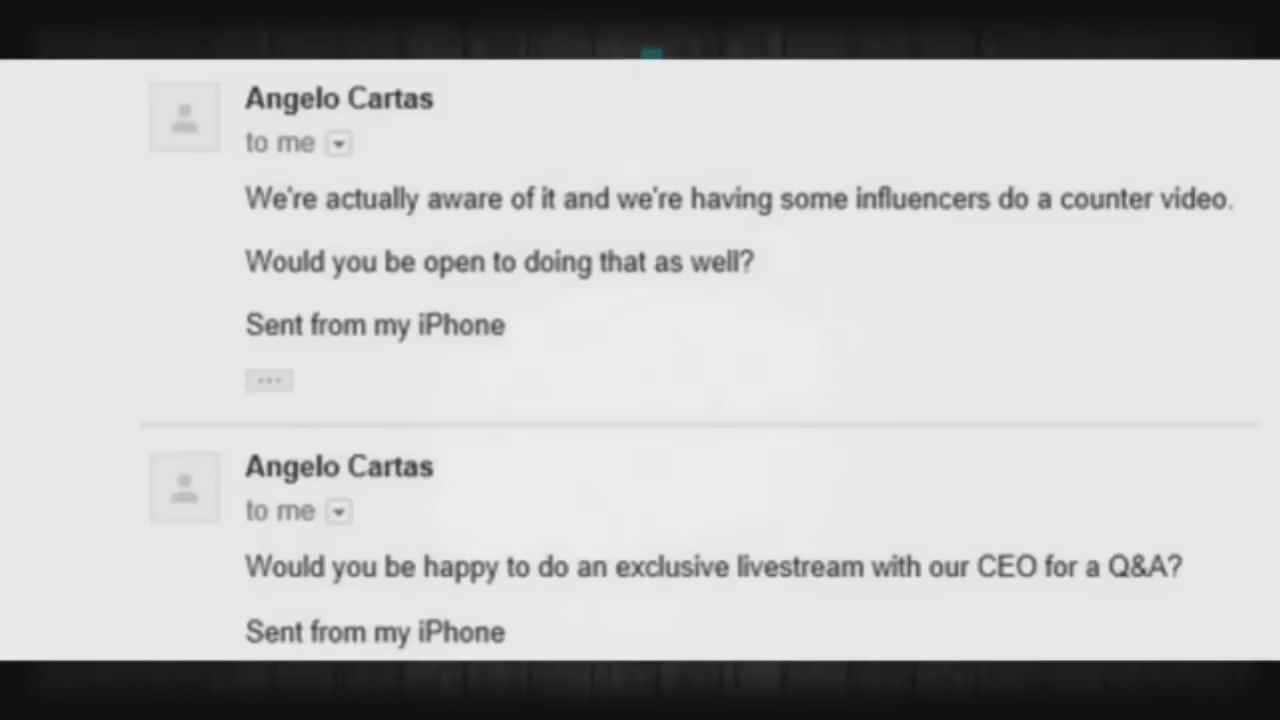 Angelo Cartas
to me
We're actually aware of it and we're having some influencers do a counter video.
Would you be open to doing that as well?
Sent from my iPhone
Angelo Cartas
to me
Would you be happy to do an exclusive livestream with our CEO for a Q&A?
Sent from my iPhone